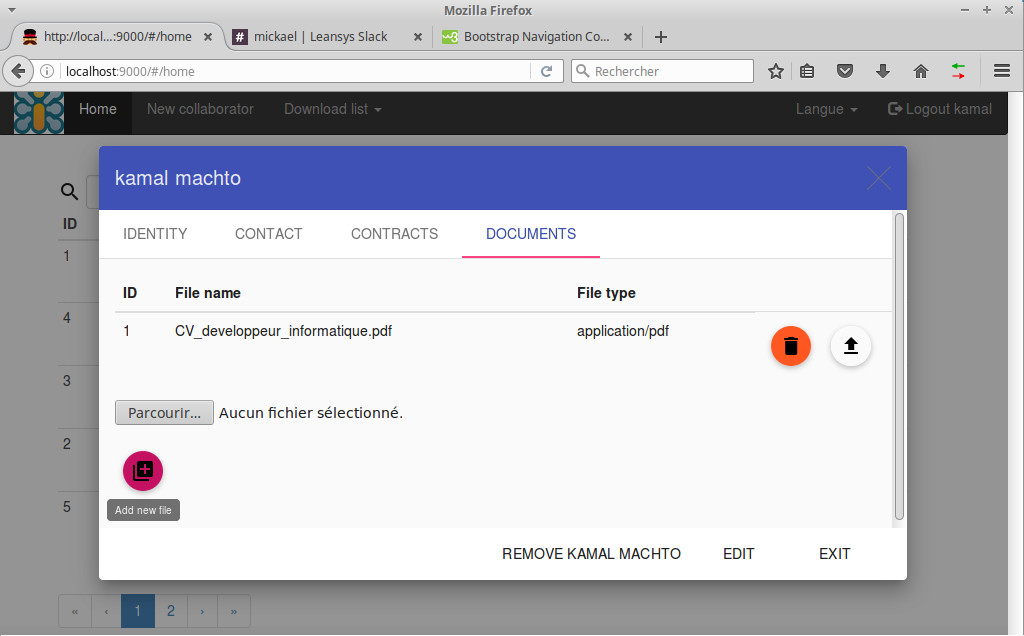 Mozilla Firefox
http://local...:9000/#/home
mickael | Leansys Slack
Bootstrap Navigation Co...
localhost:9000/#/home
Rechercher
Home
New collaborator
Download list
Langue
Logout kamal
kamal machto
IDENTITY
CONTACT
CONTRACTS
DOCUMENTS
ID
1
4
3
2
5
ID File name File type
1 CV_developpeur_informatique.pdf application/pdf
Parcourir... Aucun fichier sélectionné.
Add new file
REMOVE KAMAL MACHTO EDIT EXIT
« ‹ 1 2 › »